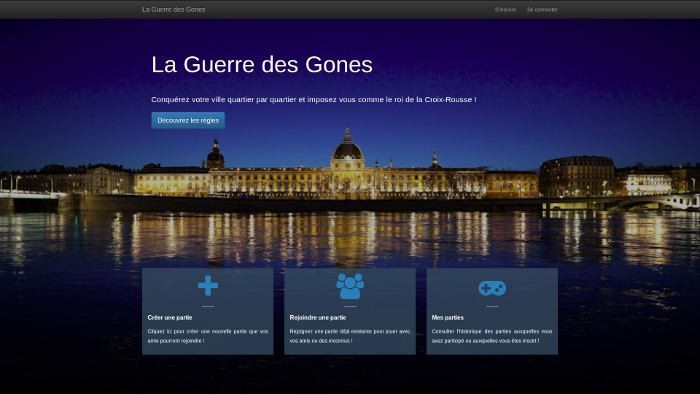 La Guerre des Gones
S'inscrire
Se connecter
La Guerre des Gones
Conquérez votre ville quartier par quartier et imposez vous comme le roi de la Croix-Rousse !
Découvrez les règles
Créer une partie
Cliquez ici pour créer une nouvelle partie que vos
amis pourront rejoindre !
Rejoindre une partie
Rejoignez une partie déjà existante pour jouer avec
vos amis ou des inconnus !
Mes parties
Consulter l'historique des parties auxquelles vous
avez participé ou auxquelles vous êtes inscrit !